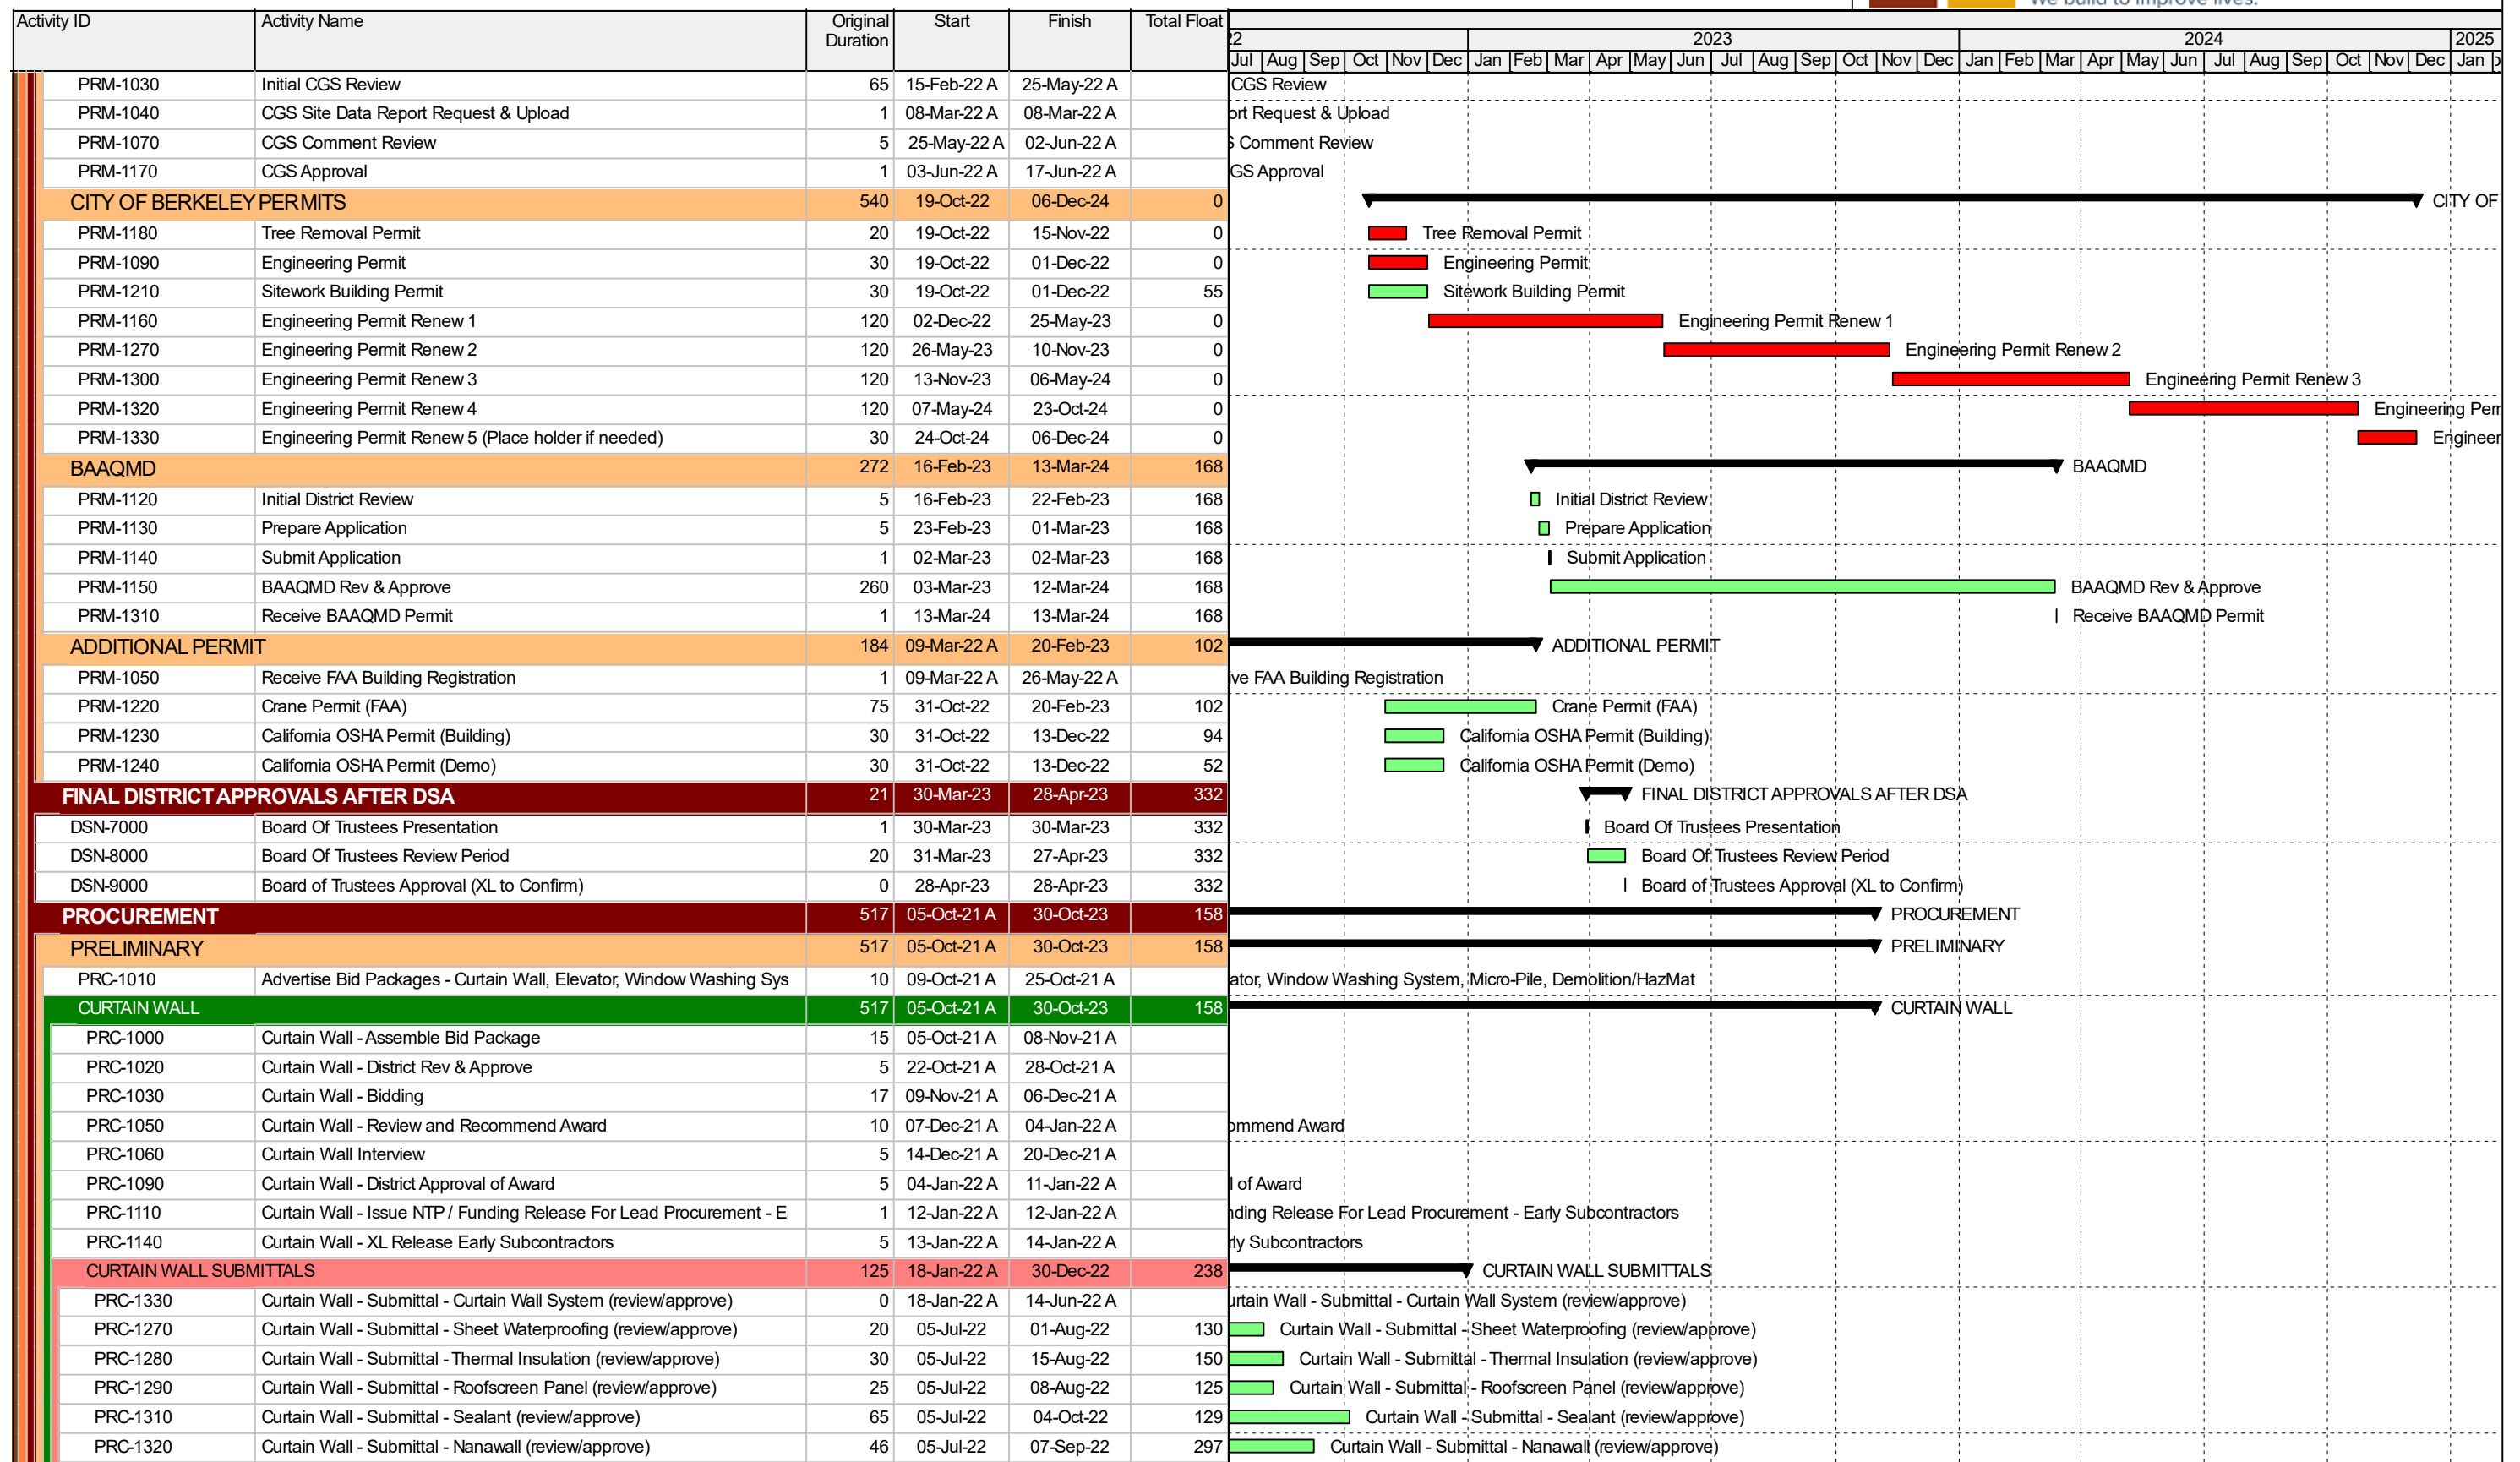 We build to improve lives.
Activity ID Activity Name Original Duration Start Finish Total Float
22 2023 2024 2025
Jul Aug Sep Oct Nov Dec Jan Feb Mar Apr May Jun Jul Aug Sep Oct Nov Dec Jan Feb Mar Apr May Jun Jul Aug Sep Oct Nov Dec Jan
PRM-1030 Initial CGS Review 65 15-Feb-22 A 25-May-22 A CGS Review
PRM-1040 CGS Site Data Report Request & Upload 1 08-Mar-22 A 08-Mar-22 A ort Request & Upload
PRM-1070 CGS Comment Review 5 25-May-22 A 02-Jun-22 A S Comment Review
PRM-1170 CGS Approval 1 03-Jun-22 A 17-Jun-22 A GS Approval
CITY OF BERKELEY PERMITS 540 19-Oct-22 06-Dec-24 0 CITY OF
PRM-1180 Tree Removal Permit 20 19-Oct-22 15-Nov-22 0 Tree Removal Permit
PRM-1090 Engineering Permit 30 19-Oct-22 01-Dec-22 0 Engineering Permit
PRM-1210 Sitework Building Permit 30 19-Oct-22 01-Dec-22 55 Sitework Building Permit
PRM-1160 Engineering Permit Renew 1 120 02-Dec-22 25-May-23 0 Engineering Permit Renew 1
PRM-1270 Engineering Permit Renew 2 120 26-May-23 10-Nov-23 0 Engineering Permit Renew 2
PRM-1300 Engineering Permit Renew 3 120 13-Nov-23 06-May-24 0 Engineering Permit Renew 3
PRM-1320 Engineering Permit Renew 4 120 07-May-24 23-Oct-24 0 Engineering Per
PRM-1330 Engineering Permit Renew 5 (Place holder if needed) 30 24-Oct-24 06-Dec-24 0 Engineer
BAAQMD 272 16-Feb-23 13-Mar-24 168 BAAQMD
PRM-1120 Initial District Review 5 16-Feb-23 22-Feb-23 168 Initial District Review
PRM-1130 Prepare Application 5 23-Feb-23 01-Mar-23 168 Prepare Application
PRM-1140 Submit Application 1 02-Mar-23 02-Mar-23 168 Submit Application
PRM-1150 BAAQMD Rev & Approve 260 03-Mar-23 12-Mar-24 168 BAAQMD Rev & Approve
PRM-1310 Receive BAAQMD Permit 1 13-Mar-24 13-Mar-24 168 Receive BAAQMD Permit
ADDITIONAL PERMIT 184 09-Mar-22 A 20-Feb-23 102 ADDITIONAL PERMIT
PRM-1050 Receive FAA Building Registration 1 09-Mar-22 A 26-May-22 A ive FAA Building Registration
PRM-1220 Crane Permit (FAA) 75 31-Oct-22 20-Feb-23 102 Crane Permit (FAA)
PRM-1230 California OSHA Permit (Building) 30 31-Oct-22 13-Dec-22 94 California OSHA Permit (Building)
PRM-1240 California OSHA Permit (Demo) 30 31-Oct-22 13-Dec-22 52 California OSHA Permit (Demo)
FINAL DISTRICT APPROVALS AFTER DSA 21 30-Mar-23 28-Apr-23 332 FINAL DISTRICT APPROVALS AFTER DSA
DSN-7000 Board Of Trustees Presentation 1 30-Mar-23 30-Mar-23 332 Board Of Trustees Presentation
DSN-8000 Board Of Trustees Review Period 20 31-Mar-23 27-Apr-23 332 Board Of Trustees Review Period
DSN-9000 Board of Trustees Approval (XL to Confirm) 0 28-Apr-23 28-Apr-23 332 Board of Trustees Approval (XL to Confirm)
PROCUREMENT 517 05-Oct-21 A 30-Oct-23 158 PROCUREMENT
PRELIMINARY 517 05-Oct-21 A 30-Oct-23 158 PRELIMINARY
PRC-1010 Advertise Bid Packages - Curtain Wall, Elevator, Window Washing Sys 10 09-Oct-21 A 25-Oct-21 A ator, Window Washing System, Micro-Pile, Demolition/HazMat
CURTAIN WALL 517 05-Oct-21 A 30-Oct-23 158 CURTAIN WALL
PRC-1000 Curtain Wall - Assemble Bid Package 15 05-Oct-21 A 08-Nov-21 A
PRC-1020 Curtain Wall - District Rev & Approve 5 22-Oct-21 A 28-Oct-21 A
PRC-1030 Curtain Wall - Bidding 17 09-Nov-21 A 06-Dec-21 A
PRC-1050 Curtain Wall - Review and Recommend Award 10 07-Dec-21 A 04-Jan-22 A ommend Award
PRC-1060 Curtain Wall Interview 5 14-Dec-21 A 20-Dec-21 A
PRC-1090 Curtain Wall - District Approval of Award 5 04-Jan-22 A 11-Jan-22 A l of Award
PRC-1110 Curtain Wall - Issue NTP / Funding Release For Lead Procurement - E 1 12-Jan-22 A 12-Jan-22 A nding Release For Lead Procurement - Early Subcontractors
PRC-1140 Curtain Wall - XL Release Early Subcontractors 5 13-Jan-22 A 14-Jan-22 A rly Subcontractors
CURTAIN WALL SUBMITTALS 125 18-Jan-22 A 30-Dec-22 238 CURTAIN WALL SUBMITTALS
PRC-1330 Curtain Wall - Submittal - Curtain Wall System (review/approve) 0 18-Jan-22 A 14-Jun-22 A urtain Wall - Submittal - Curtain Wall System (review/approve)
PRC-1270 Curtain Wall - Submittal - Sheet Waterproofing (review/approve) 20 05-Jul-22 01-Aug-22 130 Curtain Wall - Submittal - Sheet Waterproofing (review/approve)
PRC-1280 Curtain Wall - Submittal - Thermal Insulation (review/approve) 30 05-Jul-22 15-Aug-22 150 Curtain Wall - Submittal - Thermal Insulation (review/approve)
PRC-1290 Curtain Wall - Submittal - Roofscreen Panel (review/approve) 25 05-Jul-22 08-Aug-22 125 Curtain Wall - Submittal - Roofscreen Panel (review/approve)
PRC-1310 Curtain Wall - Submittal - Sealant (review/approve) 65 05-Jul-22 04-Oct-22 129 Curtain Wall - Submittal - Sealant (review/approve)
PRC-1320 Curtain Wall - Submittal - Nanawall (review/approve) 46 05-Jul-22 07-Sep-22 297 Curtain Wall - Submittal - Nanawall (review/approve)